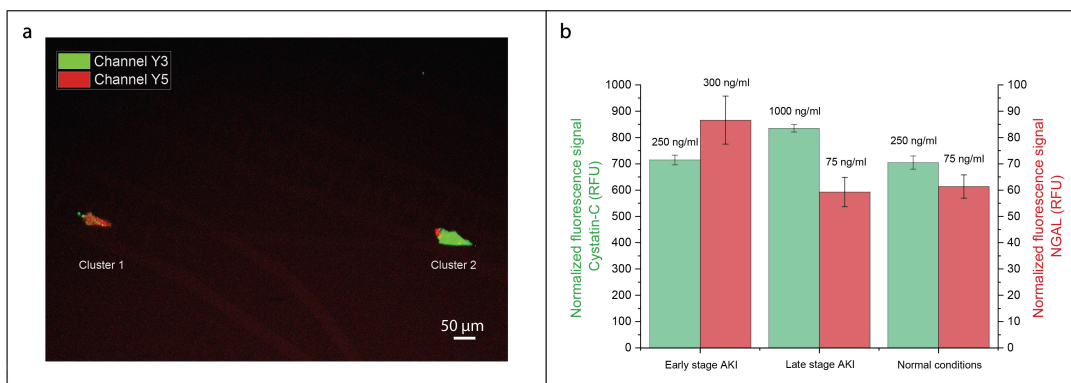 a
Channel Y3
Channel Y5
Cluster 1
Cluster 2
50 µm
b
Normalized fluorescence signal
Cystatin-C (RFU)
1000
900
800
700
600
500
400
300
200
100
0
250 ng/ml
300 ng/ml
1000 ng/ml
75 ng/ml
250 ng/ml
75 ng/ml
100
90
80
70
60
50
40
30
20
10
0
Normalized fluorescence signal
NGAL (RFU)
Early stage AKI
Late stage AKI
Normal conditions